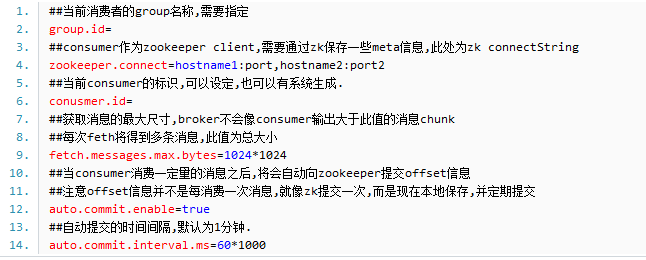 1. ##当前消费者的group名称,需要指定
2. group.id=
3. ##consumer作为zookeeper client,需要通过zk保存一些meta信息,此处为zk connectString
4. zookeeper.connect=hostname1:port,hostname2:port2
5. ##当前consumer的标识,可以设定,也可以有系统生成.
6. conusmer.id=
7. ##获取消息的最大尺寸,broker不会像consumer输出大于此值的消息chunk
8. ##每次feth将得到多条消息,此值为总大小
9. fetch.messages.max.bytes=1024*1024
10. ##当consumer消费一定量的消息之后,将会自动向zookeeper提交offset信息
11. ##注意offset信息并不是每消费一次消息,就像zk提交一次,而是现在本地保存,并定期提交
12. auto.commit.enable=true
13. ##自动提交的时间间隔,默认为1分钟.
14. auto.commit.interval.ms=60*1000